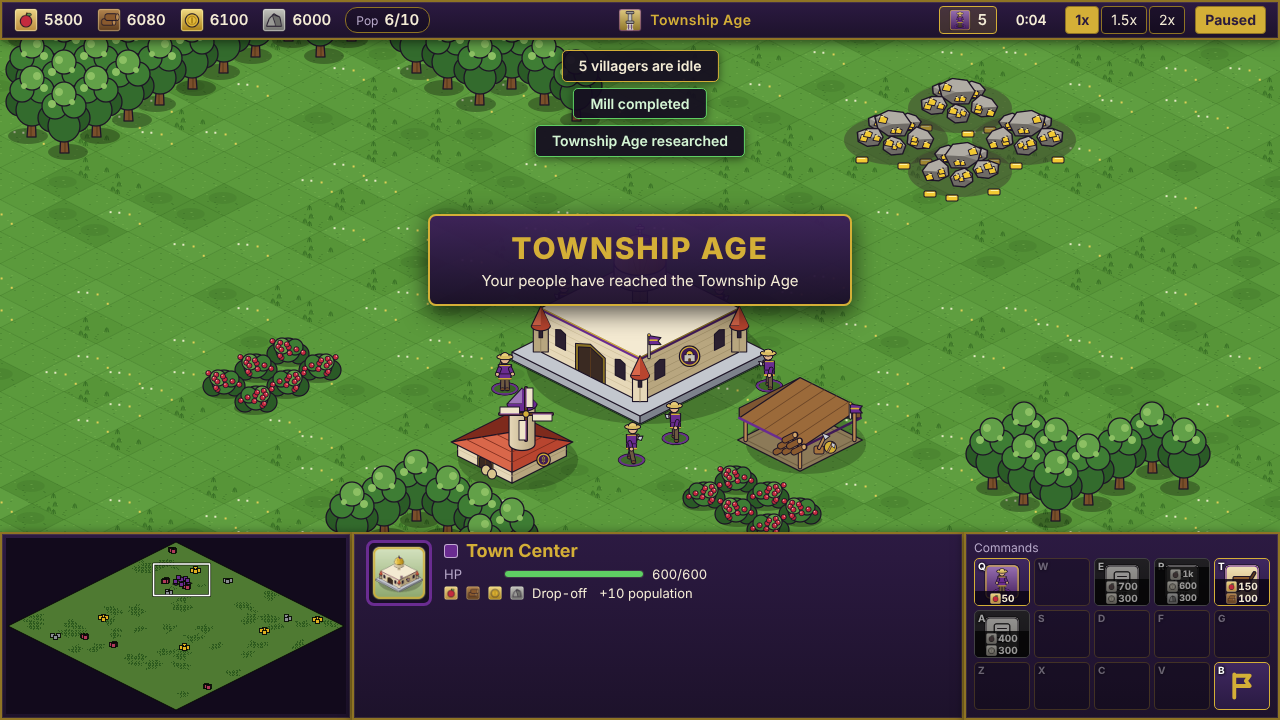 5800 6080 6100 6000 Pop 6/10 Township Age 5 0:04 1x 1.5x 2x Paused
5 villagers are idle
Mill completed
Township Age researched
TOWNSHIP AGE
Your people have reached the Township Age
Town Center
HP 600/600
Drop-off +10 population
Commands
Q 50
W
E 700 300
R 1k 600 300
T 150 100
A 400 300
S
D
F
G
Z
X
C
V
B